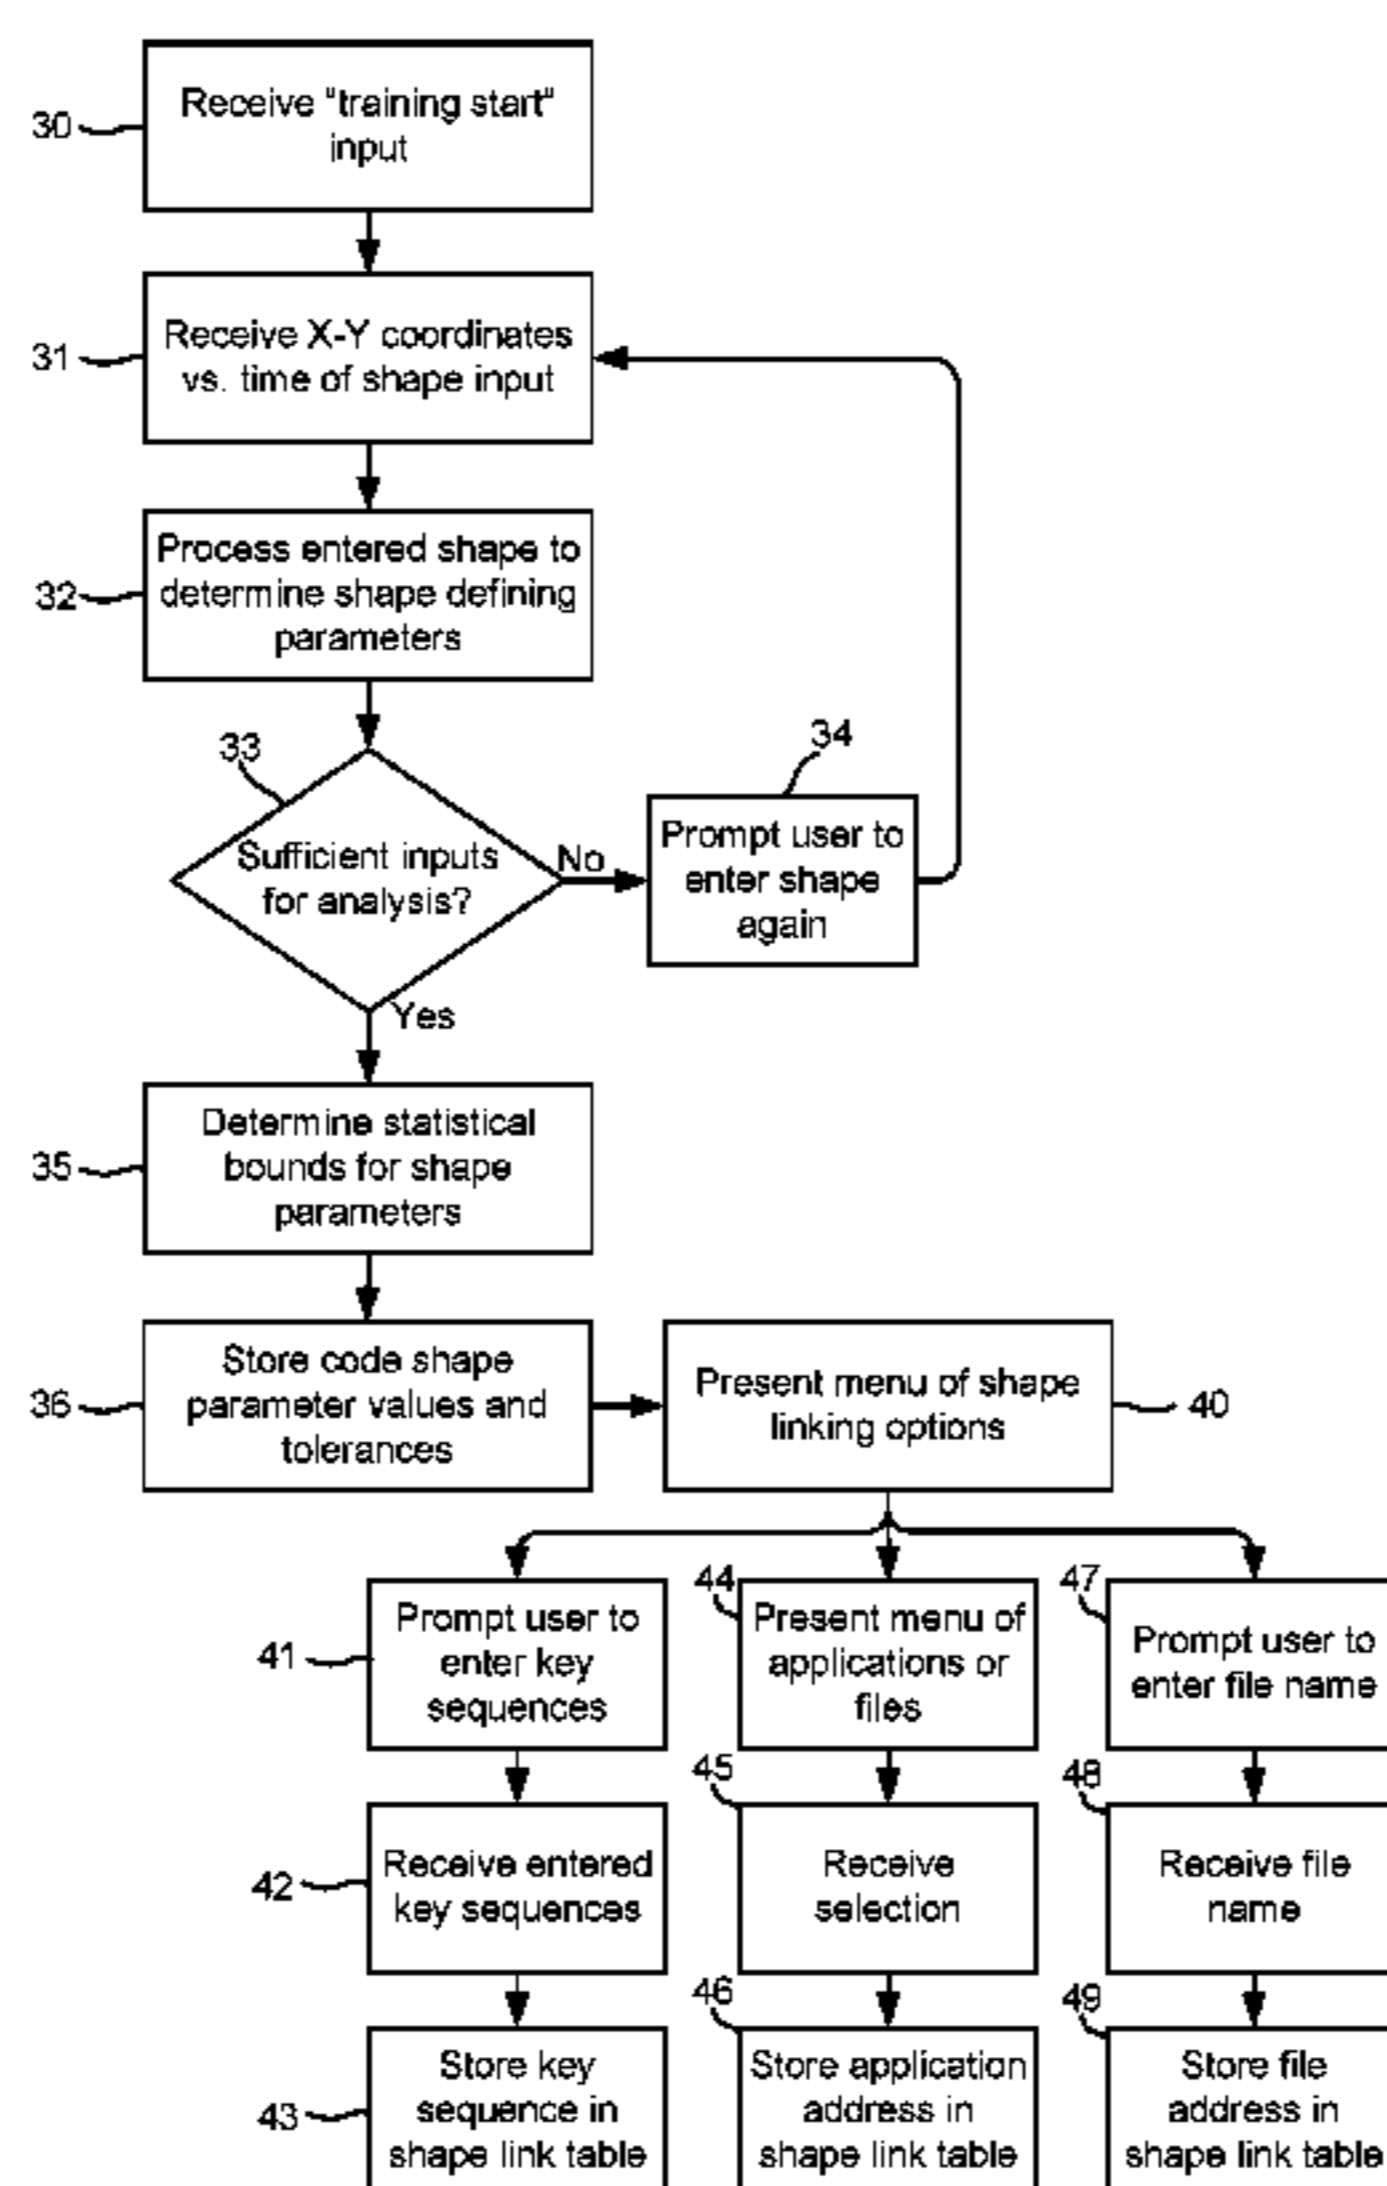 Receive "training start"
input
30
Receive X-Y coordinates
vs. time of shape input
31
Process entered shape to
determine shape defining
parameters
32
33
Sufficient inputs
for analysis?
No
34
Prompt user to
enter shape
again
Yes
Determine statistical
bounds for shape
parameters
35
Store code shape
parameter values and
tolerances
36
Present menu of shape
linking options
40
41
Prompt user to
enter key
sequences
44
Present menu of
applications or
files
47
Prompt user to
enter file name
42
Receive entered
key sequences
45
Receive
selection
48
Receive file
name
43
Store key
sequence in
shape link table
46
Store application
address in
shape link table
49
Store file
address in
shape link table